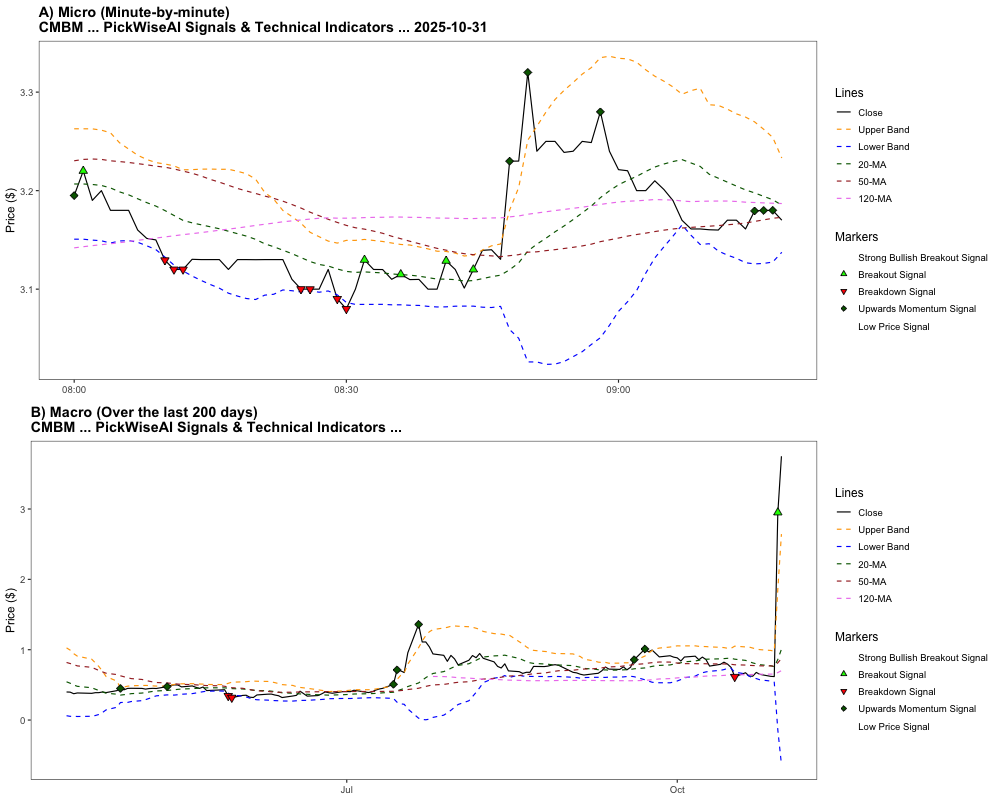 A) Micro (Minute-by-minute)
CMBM ... PickWiseAI Signals & Technical Indicators ... 2025-10-31
Price ($)
3.3
3.2
3.1
08:00
08:30
09:00
Lines
Close
Upper Band
Lower Band
20-MA
50-MA
120-MA
Markers
Strong Bullish Breakout Signal
Breakout Signal
Breakdown Signal
Upwards Momentum Signal
Low Price Signal
B) Macro (Over the last 200 days)
CMBM ... PickWiseAI Signals & Technical Indicators ...
Price ($)
3
2
1
0
Jul
Oct
Lines
Close
Upper Band
Lower Band
20-MA
50-MA
120-MA
Markers
Strong Bullish Breakout Signal
Breakout Signal
Breakdown Signal
Upwards Momentum Signal
Low Price Signal